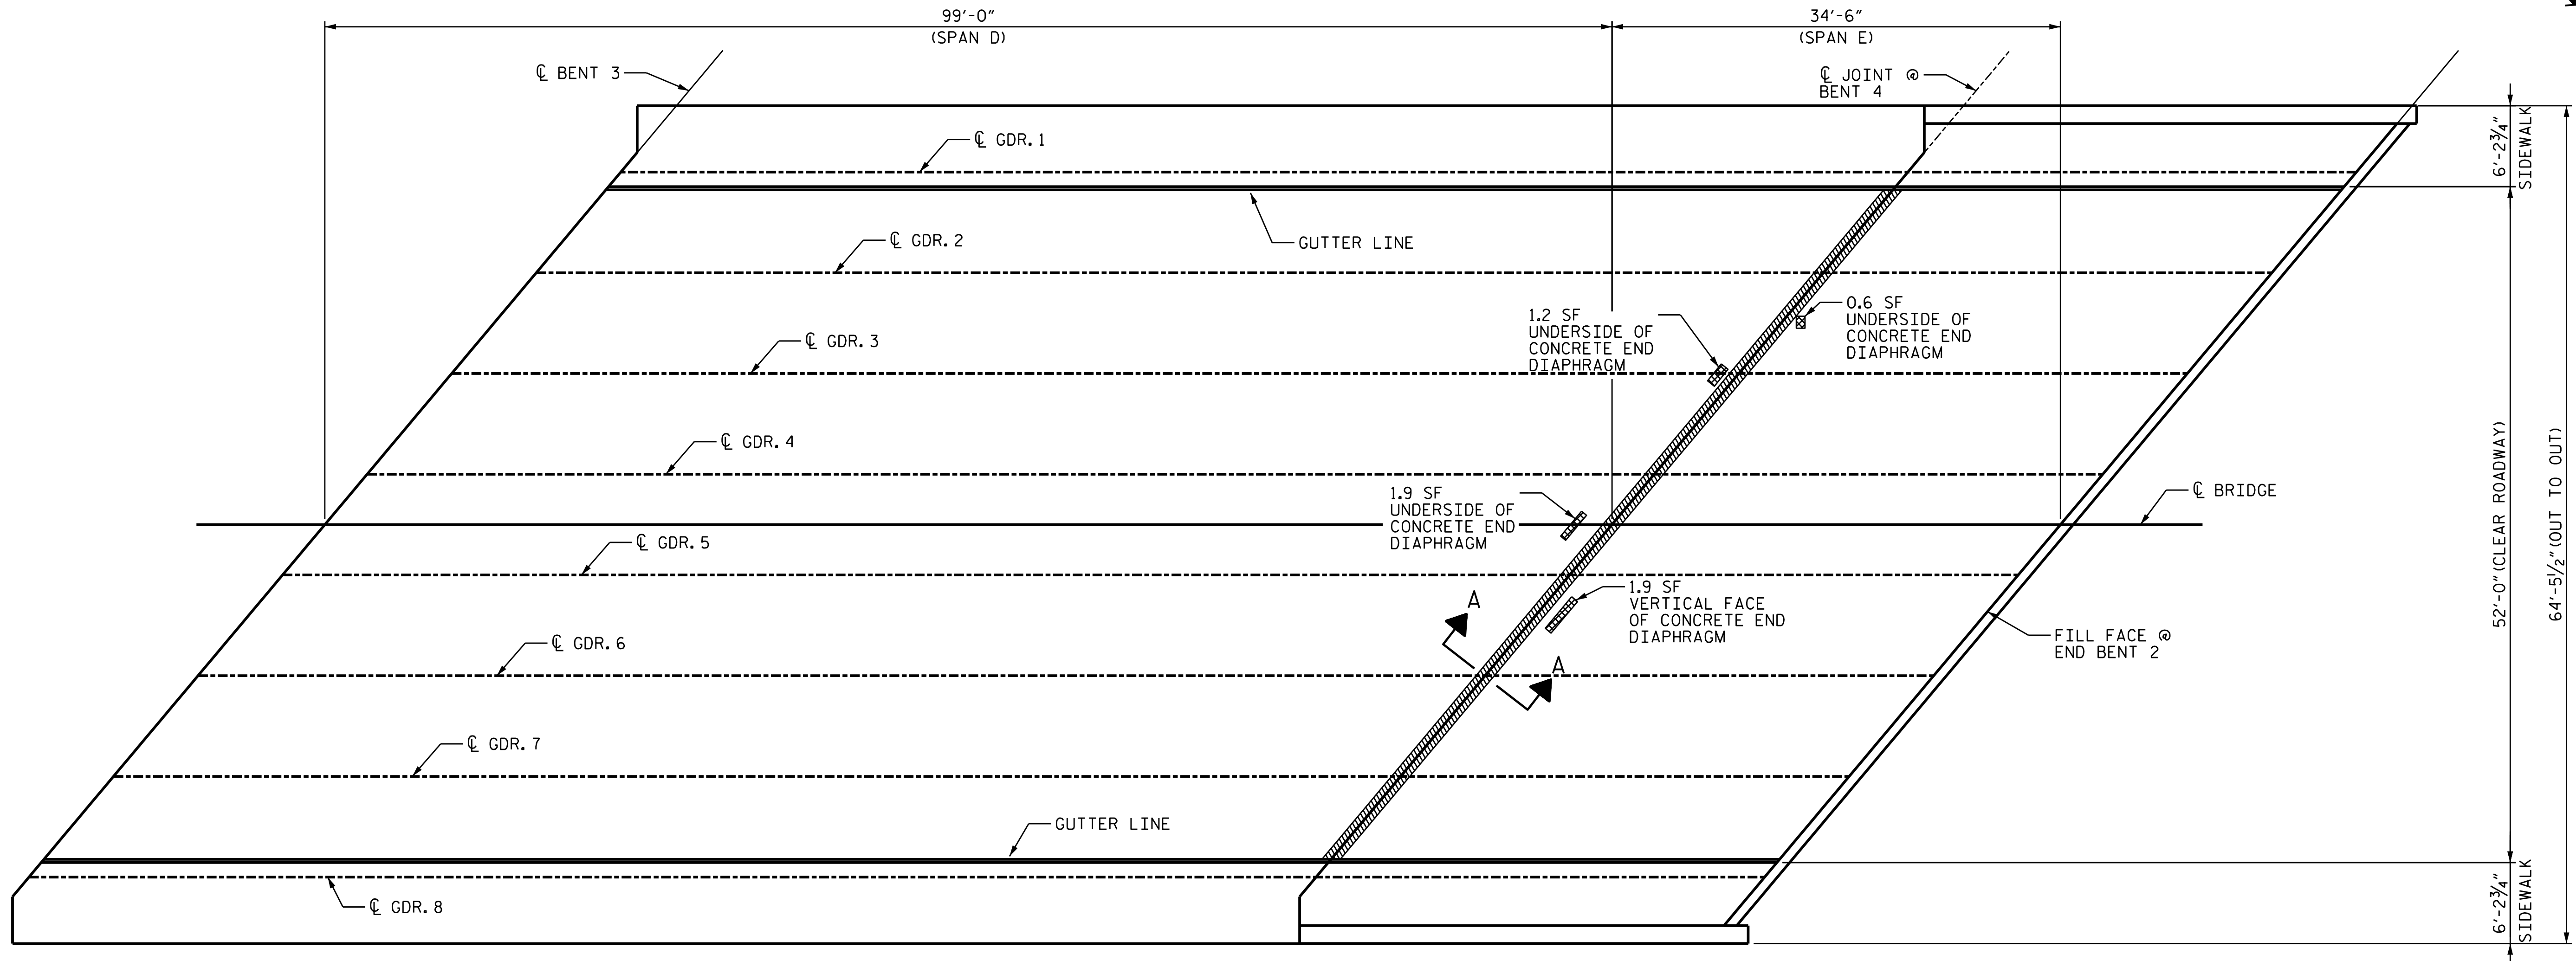 99'-0"
(SPAN D)
34'-6"
(SPAN E)
℄ BENT 3
℄ JOINT @
BENT 4
℄ GDR. 1
6'-2¾"
SIDEWALK
℄ GDR. 2
GUTTER LINE
℄ GDR. 3
1.2 SF
UNDERSIDE OF
CONCRETE END
DIAPHRAGM
0.6 SF
UNDERSIDE OF
CONCRETE END
DIAPHRAGM
℄ GDR. 4
1.9 SF
UNDERSIDE OF
CONCRETE END
DIAPHRAGM
℄ BRIDGE
52'-0" (CLEAR ROADWAY)
64'-5½" (OUT TO OUT)
℄ GDR. 5
1.9 SF
VERTICAL FACE
OF CONCRETE END
DIAPHRAGM
A
A
℄ GDR. 6
FILL FACE @
END BENT 2
℄ GDR. 7
GUTTER LINE
℄ GDR. 8
6'-2¾"
SIDEWALK